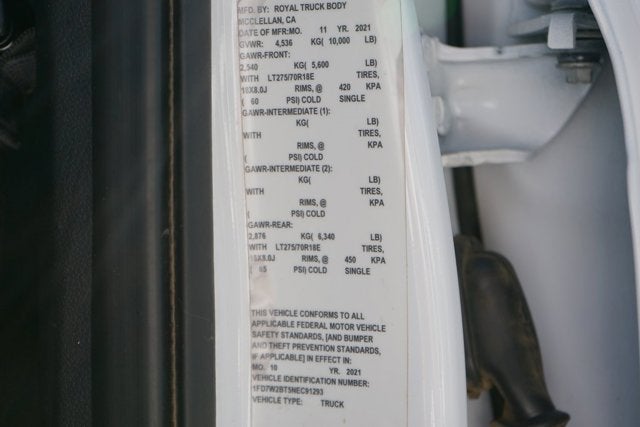 MFD. BY: ROYAL TRUCK BODY
MCCLELLAN, CA
DATE OF MFR:MO. 11 YR. 2021
GVWR: 4,536 KG( 10,000 LB)
GAWR-FRONT:
2,540 KG( 5,600 LB)
WITH LT275/70R18E TIRES,
18X8.0J RIMS, @ 420 KPA
( 60 PSI) COLD SINGLE
GAWR-INTERMEDIATE (1):
KG( LB)
WITH TIRES,
RIMS, @ KPA
( PSI) COLD
GAWR-INTERMEDIATE (2):
KG( LB)
WITH TIRES,
RIMS, @ KPA
( PSI) COLD
GAWR-REAR:
2,876 KG( 6,340 LB)
WITH LT275/70R18E TIRES,
18X8.0J RIMS, @ 450 KPA
( 65 PSI) COLD SINGLE
THIS VEHICLE CONFORMS TO ALL
APPLICABLE FEDERAL MOTOR VEHICLE
SAFETY STANDARDS, [AND BUMPER
AND THEFT PREVENTION STANDARDS,
IF APPLICABLE] IN EFFECT IN:
MO. 10 YR. 2021
VEHICLE IDENTIFICATION NUMBER:
1FD7W2BT5NEC91293
VEHICLE TYPE: TRUCK